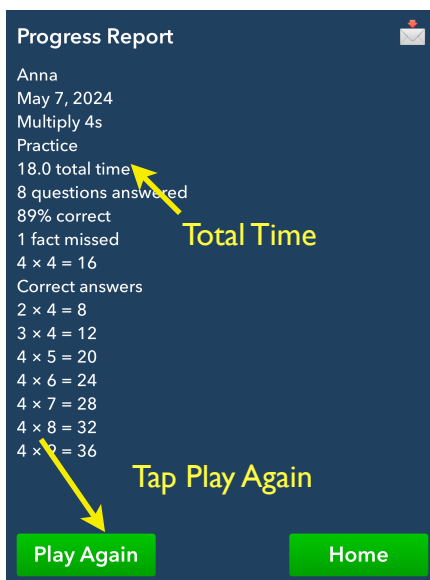 Progress Report
Anna
May 7, 2024
Multiply 4s
Practice
18.0 total time
8 questions answered
89% correct
1 fact missed
Total Time
4 × 4 = 16
Correct answers
2 × 4 = 8
3 × 4 = 12
4 × 5 = 20
4 × 6 = 24
4 × 7 = 28
4 × 8 = 32
4 × 9 = 36
Tap Play Again
Play Again
Home